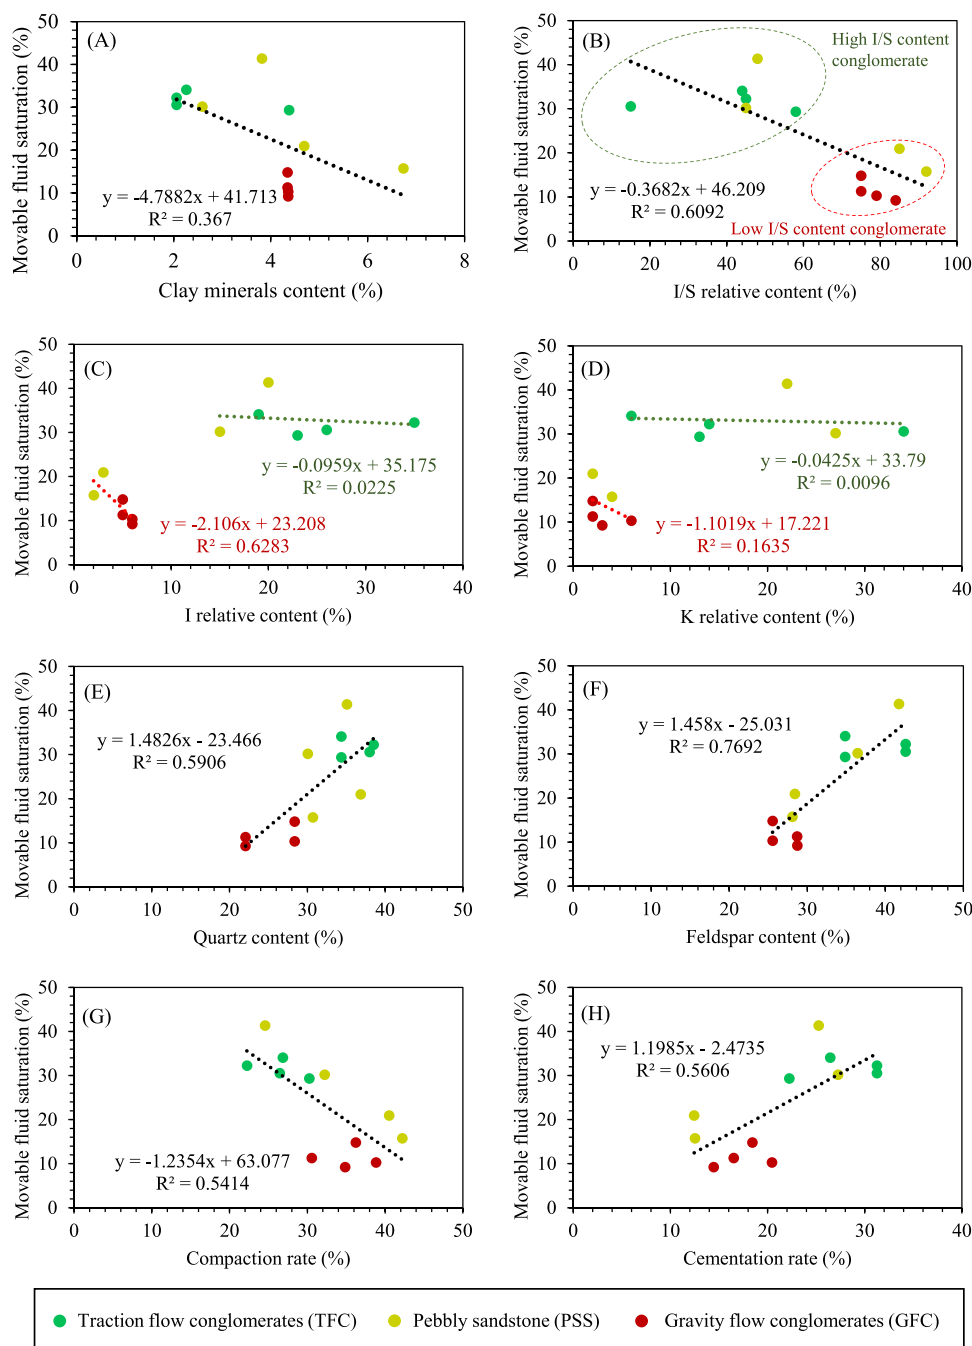 Movable fluid saturation (%)
50
40
30
20
10
0
(A)
y = -4.7882x + 41.713
R² = 0.367
0 2 4 6 8
Clay minerals content (%)
Movable fluid saturation (%)
50
40
30
20
10
0
(B)
High I/S content
conglomerate
y = -0.3682x + 46.209
R² = 0.6092
Low I/S content conglomerate
0 20 40 60 80 100
I/S relative content (%)
Movable fluid saturation (%)
50
40
30
20
10
0
(C)
y = -0.0959x + 35.175
R² = 0.0225
y = -2.106x + 23.208
R² = 0.6283
0 10 20 30 40
I relative content (%)
Movable fluid saturation (%)
50
40
30
20
10
0
(D)
y = -0.0425x + 33.79
R² = 0.0096
y = -1.1019x + 17.221
R² = 0.1635
0 10 20 30 40
K relative content (%)
Movable fluid saturation (%)
50
40
30
20
10
0
(E)
y = 1.4826x - 23.466
R² = 0.5906
0 10 20 30 40 50
Quartz content (%)
Movable fluid saturation (%)
50
40
30
20
10
0
(F)
y = 1.458x - 25.031
R² = 0.7692
0 10 20 30 40 50
Feldspar content (%)
Movable fluid saturation (%)
50
40
30
20
10
0
(G)
y = -1.2354x + 63.077
R² = 0.5414
0 10 20 30 40 50
Compaction rate (%)
Movable fluid saturation (%)
50
40
30
20
10
0
(H)
y = 1.1985x - 2.4735
R² = 0.5606
0 10 20 30 40
Cementation rate (%)
Traction flow conglomerates (TFC) Pebbly sandstone (PSS) Gravity flow conglomerates (GFC)